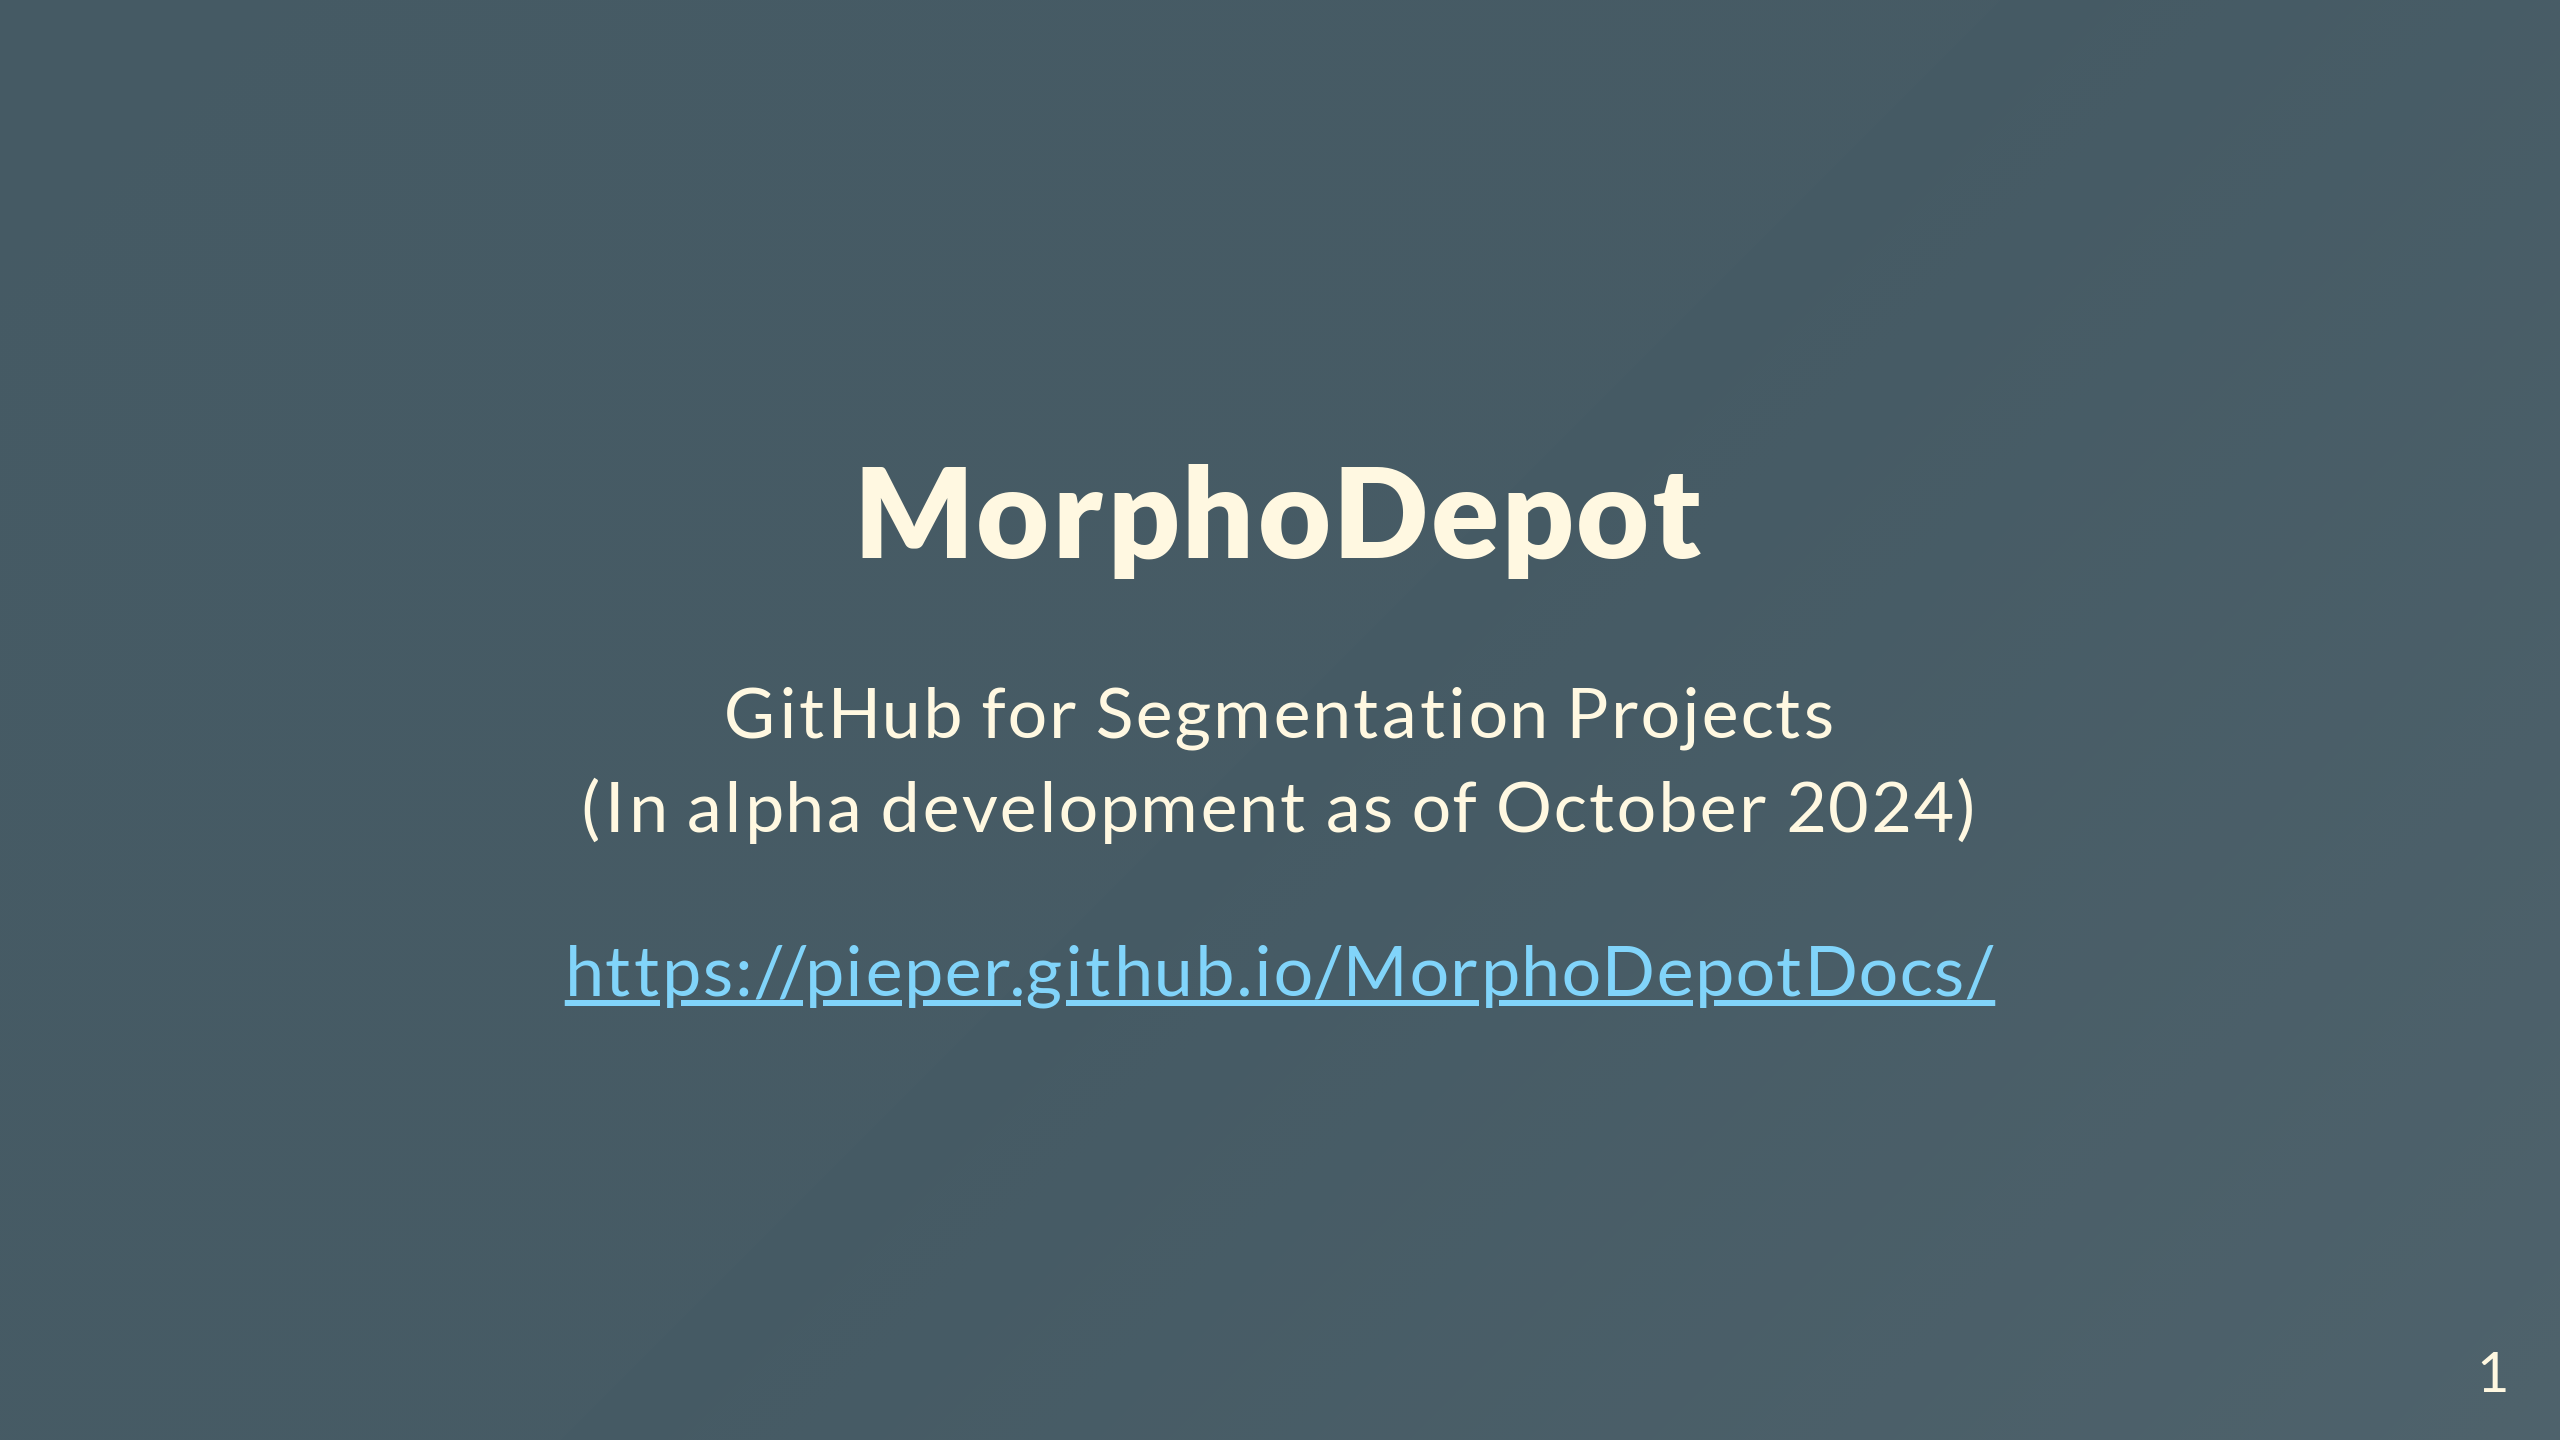 MorphoDepot
GitHub for Segmentation Projects
(In alpha development as of October 2024)
https://pieper.github.io/MorphoDepotDocs/
1